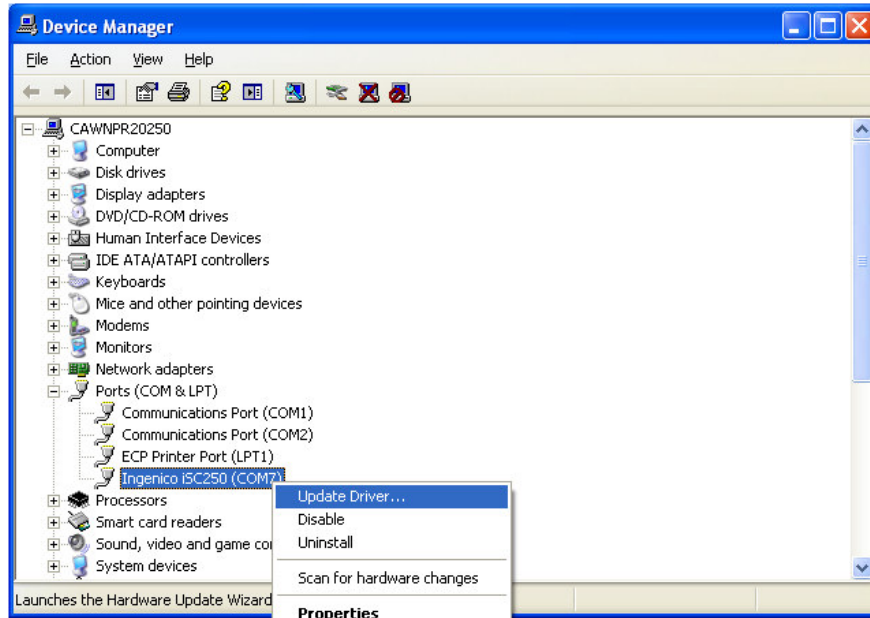 Device Manager
File Action View Help
CAWNPR20250
Computer
Disk drives
Display adapters
DVD/CD-ROM drives
Human Interface Devices
IDE ATA/ATAPI controllers
Keyboards
Mice and other pointing devices
Modems
Monitors
Network adapters
Ports (COM & LPT)
Communications Port (COM1)
Communications Port (COM2)
ECP Printer Port (LPT1)
Ingenico iSC250 (COM7)
Update Driver...
Processors
Disable
Smart card readers
Uninstall
Sound, video and game co
System devices
Scan for hardware changes
Launches the Hardware Update Wizard
Properties